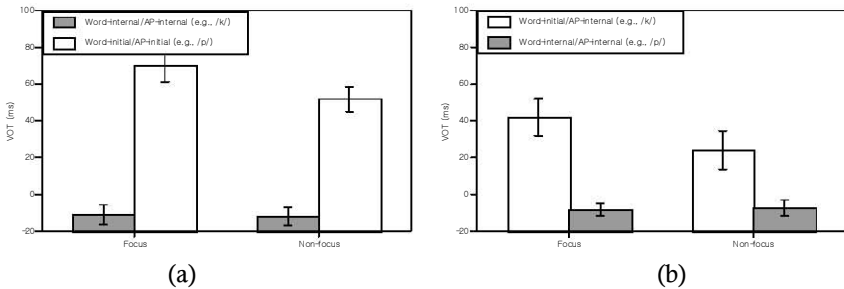 100
80
60
40
20
0
-20
VOT (ms)
Word-internal/AP-internal (e.g., /k/)
Word-initial/AP-initial (e.g., /p/)
Focus
Non-focus
(a)
100
80
60
40
20
0
-20
VOT (ms)
Word-initial/AP-internal (e.g., /k/)
Word-internal/AP-internal (e.g., /p/)
Focus
Non-focus
(b)